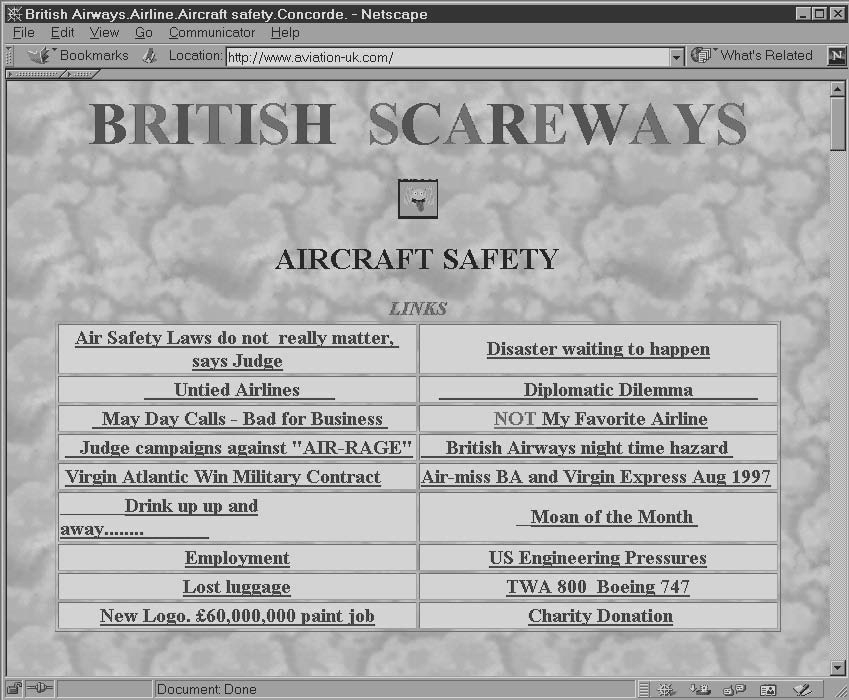 British Airways.Airline.Aircraft safety.Concorde. - Netscape
File Edit View Go Communicator Help
Bookmarks Location: http://www.aviation-uk.com/ What's Related N
BRITISH SCAREWAYS
AIRCRAFT SAFETY
LINKS
Air Safety Laws do not really matter,
says Judge
Disaster waiting to happen
Untied Airlines
Diplomatic Dilemma
May Day Calls - Bad for Business
NOT My Favorite Airline
Judge campaigns against "AIR-RAGE"
British Airways night time hazard
Virgin Atlantic Win Military Contract
Air-miss BA and Virgin Express Aug 1997
Drink up up and
away........
Moan of the Month
Employment
US Engineering Pressures
Lost luggage
TWA 800 Boeing 747
New Logo. £60,000,000 paint job
Charity Donation
Document: Done